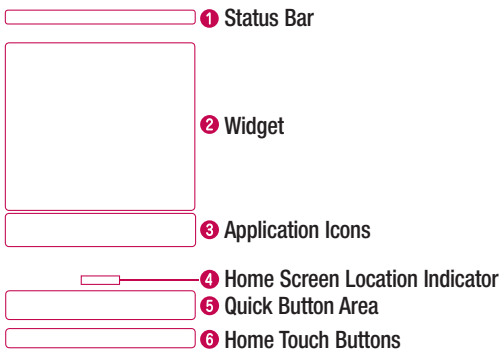 1 Status Bar
2 Widget
3 Application Icons
4 Home Screen Location Indicator
5 Quick Button Area
6 Home Touch Buttons